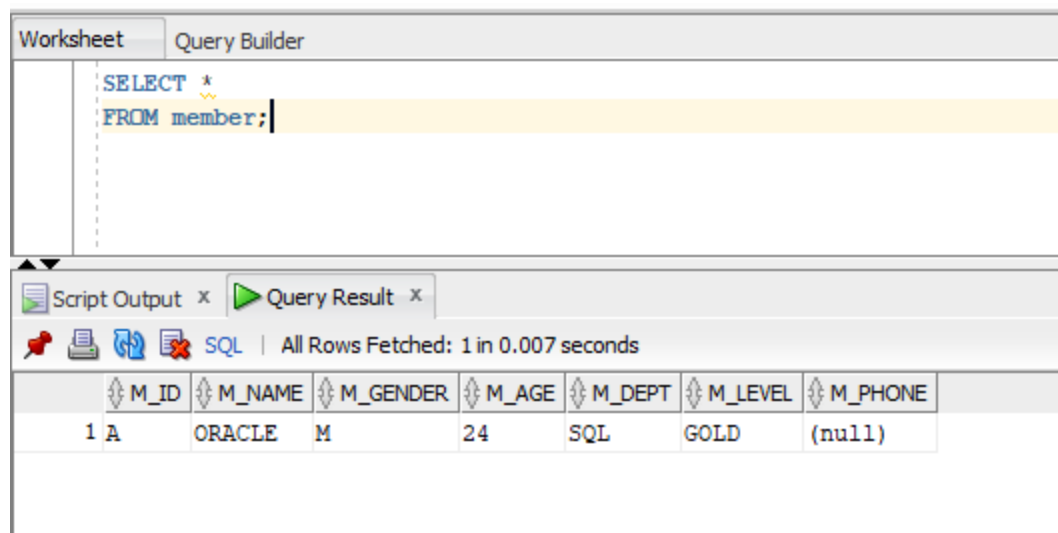 Worksheet Query Builder
SELECT *
FROM member;
Script Output x Query Result x
SQL | All Rows Fetched: 1 in 0.007 seconds
M_ID M_NAME M_GENDER M_AGE M_DEPT M_LEVEL M_PHONE
1 A ORACLE M 24 SQL GOLD (null)